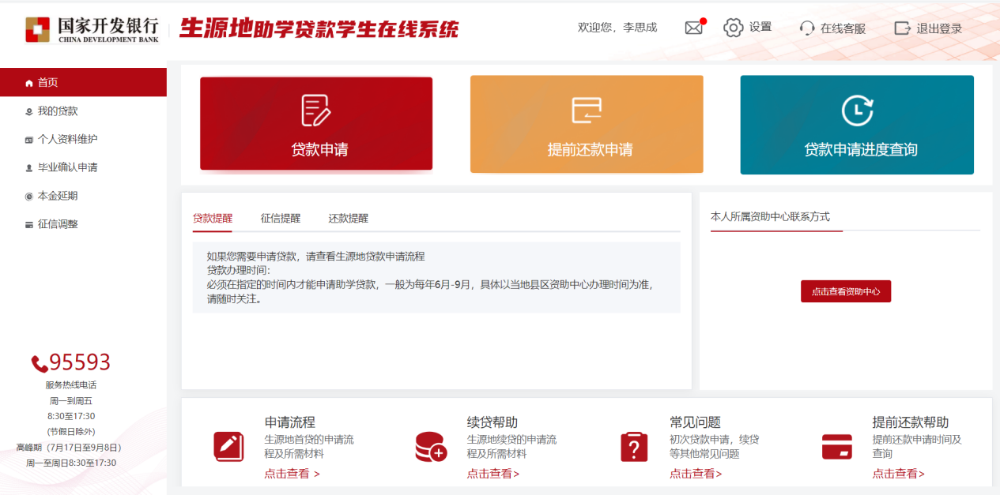 国家开发银行
CHINA DEVELOPMENT BANK
生源地助学贷款学生在线系统
欢迎您，李思成
设置
在线客服
退出登录
首页
我的贷款
个人资料维护
毕业确认申请
本金延期
征信调整
95593
服务热线电话
周一到周五
8:30至17:30
(节假日除外)
高峰期（7月17日至9月8日）
周一至周日8:30至17:30
贷款申请
提前还款申请
贷款申请进度查询
贷款提醒
征信提醒
还款提醒
如果您需要申请贷款，请查看生源地贷款申请流程
贷款办理时间：
必须在指定的时间内才能申请助学贷款，一般为每年6月-9月，具体以当地县区资助中心办理时间为准，
请随时关注。
本人所属资助中心联系方式
点击查看资助中心
申请流程
生源地首贷的申请流
程及所需材料
点击查看 >
续贷帮助
生源地续贷的申请流
程及所需材料
点击查看>
常见问题
初次贷款申请，续贷
等其他常见问题
点击查看>
提前还款帮助
提前还款申请时间及
查询
点击查看>